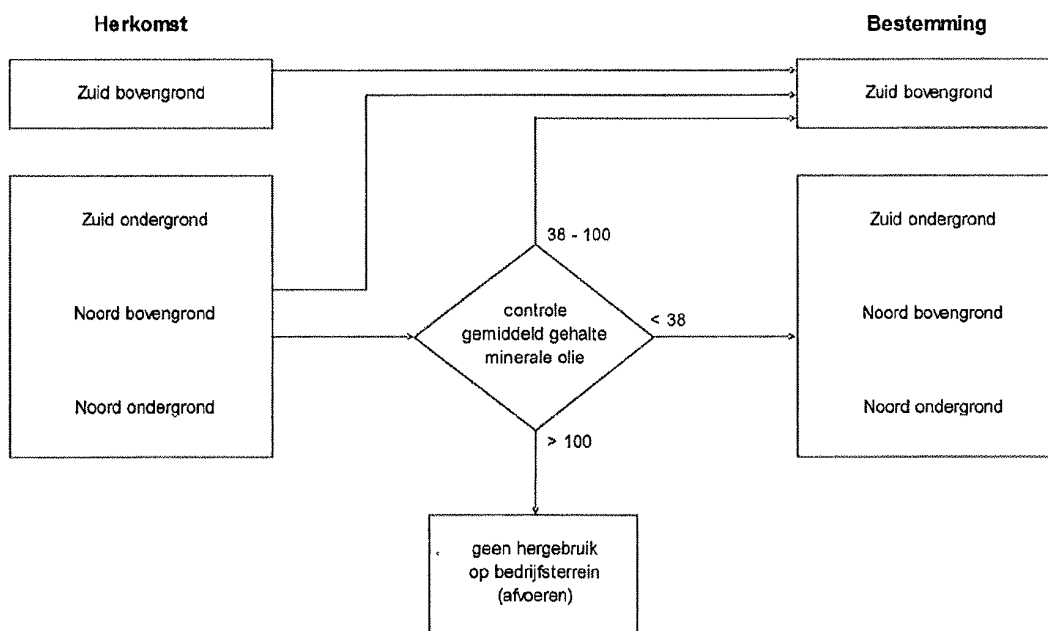 Herkomst
Bestemming
Zuid bovengrond
Zuid bovengrond
Zuid ondergrond
Noord bovengrond
Noord ondergrond
38 - 100
controle
gemiddeld gehalte
minerale olie
< 38
> 100
Zuid ondergrond
Noord bovengrond
Noord ondergrond
geen hergebruik
op bedrijfsterrein
(afvoeren)